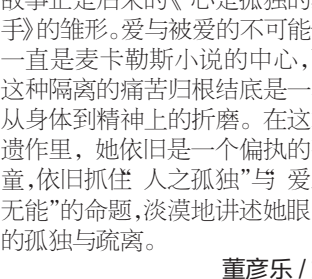 故事正是后来的《心是孤独的
手》的雏形。爱与被爱的不可能
一直是麦卡勒斯小说的中心,
这种隔离的痛苦归根结底是一
从身体到精神上的折磨。在这
遗作里，她依旧是一个偏执的
童,依旧抓住“人之孤独”与“爱
无能”的命题,淡漠地讲述她眼
的孤独与疏离。
董彦乐 /